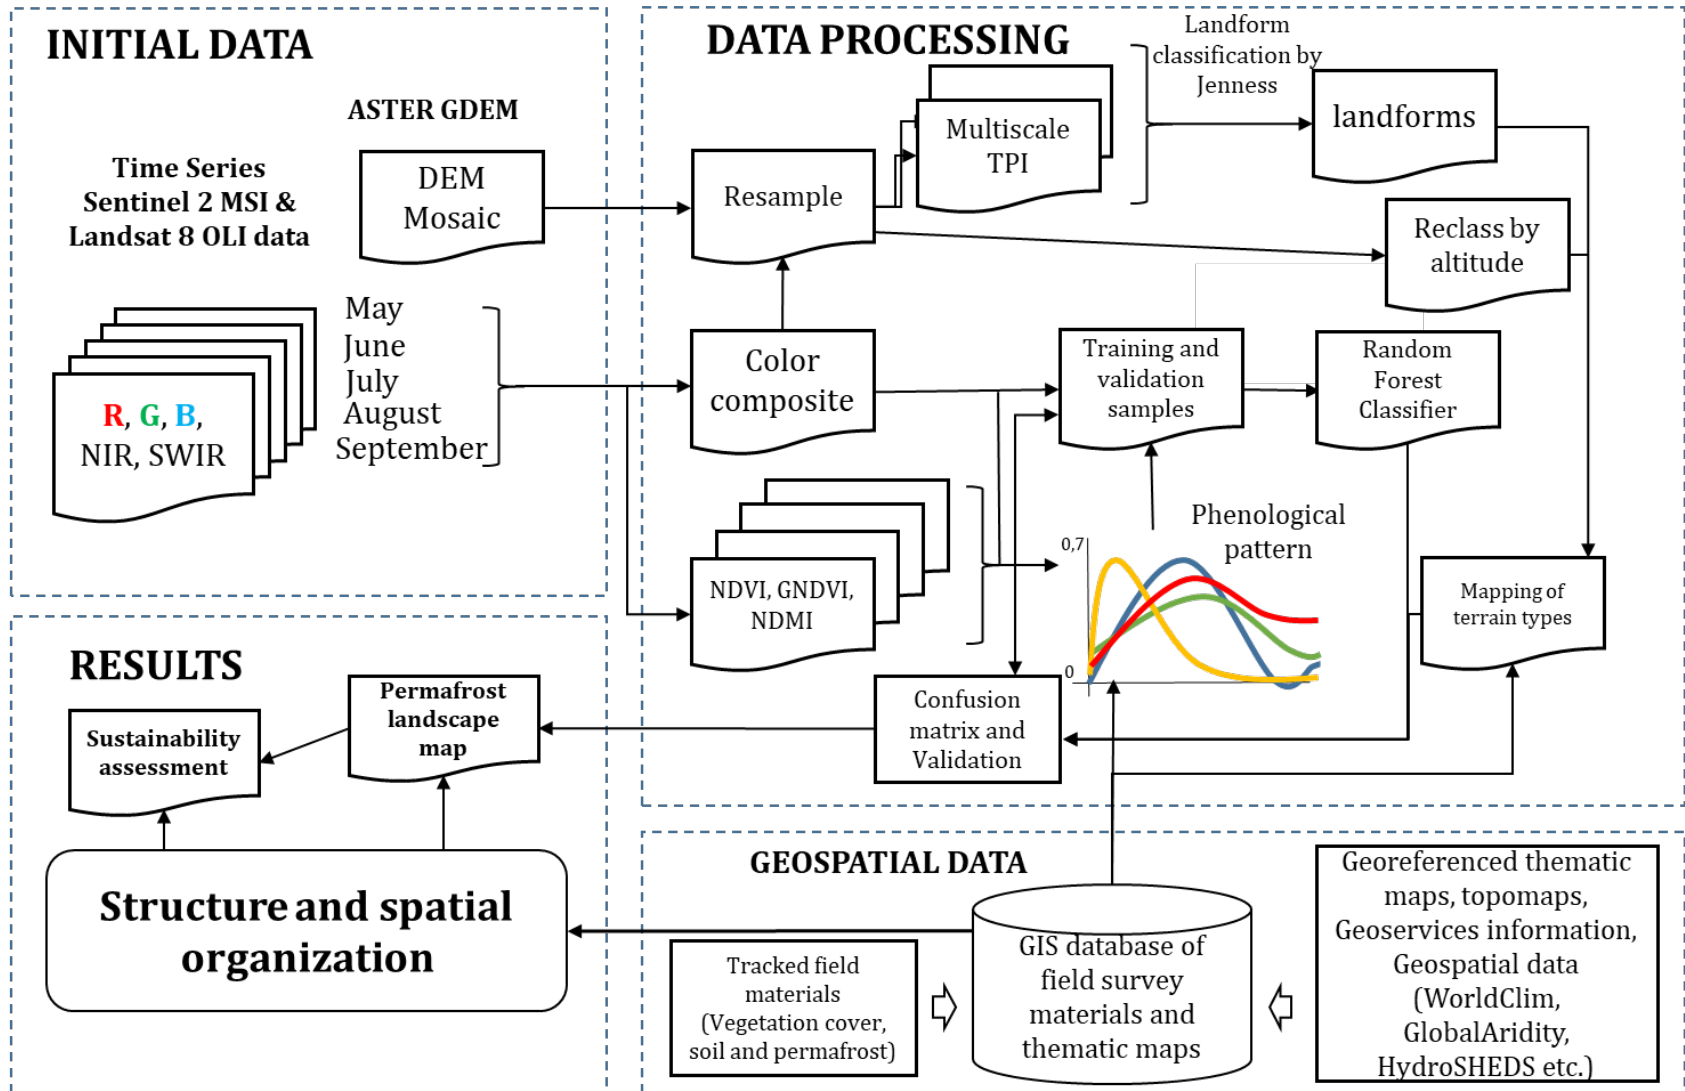 INITIAL DATA
ASTER GDEM
Time Series
Sentinel 2 MSI &
Landsat 8 OLI data
DEM
Mosaic
R, G, B,
NIR, SWIR
May
June
July
August
September
DATA PROCESSING
Landform
classification by
Jenness
Multiscale
TPI
landforms
Resample
Reclass by
altitude
Color
composite
Training and
validation
samples
Random
Forest
Classifier
NDVI, GNDVI,
NDMI
Phenological
pattern
0,7
0
Mapping of
terrain types
Confusion
matrix and
Validation
RESULTS
Permafrost
landscape
map
Sustainability
assessment
Structure and spatial
organization
GEOSPATIAL DATA
Tracked field
materials
(Vegetation cover,
soil and permafrost)
GIS database of
field survey
materials and
thematic maps
Georeferenced thematic
maps, topomaps,
Geoservices information,
Geospatial data
(WorldClim,
GlobalAridity,
HydroSHEDS etc.)